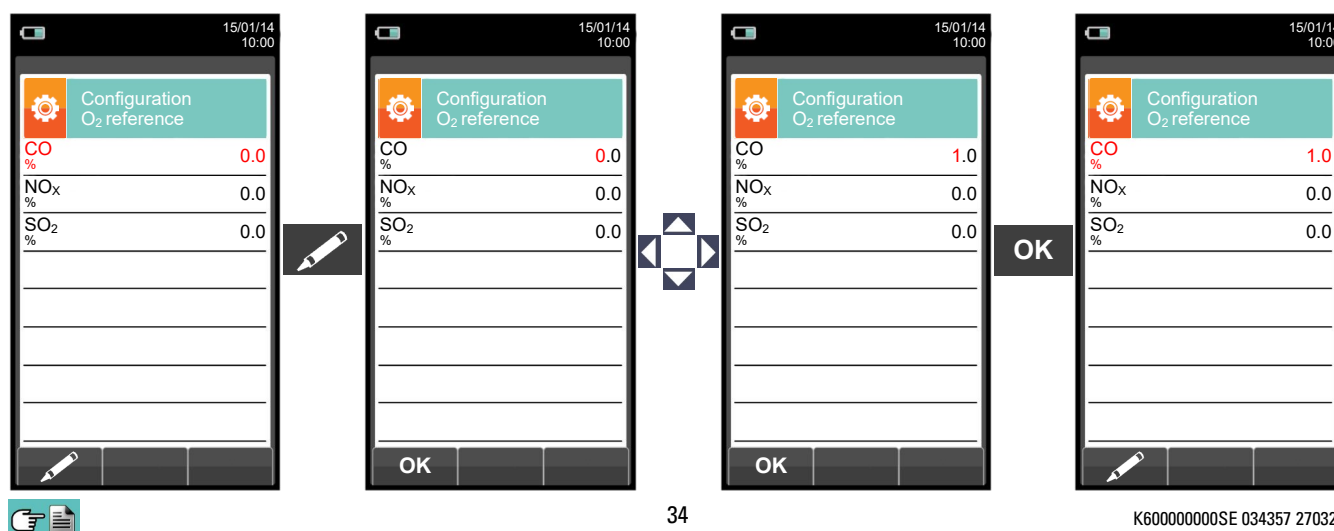 15/01/14
10:00
Configuration
O₂ reference
CO
% 0.0
NOX
% 0.0
SO₂
% 0.0
15/01/14
10:00
Configuration
O₂ reference
CO
% 0.0
NOX
% 0.0
SO₂
% 0.0
OK
15/01/14
10:00
Configuration
O₂ reference
CO
% 1.0
NOX
% 0.0
SO₂
% 0.0
OK
OK
Configuration
O₂ reference
CO
% 1.0
NOX
% 0.0
SO₂
% 0.0
34
K600000000SE 034357